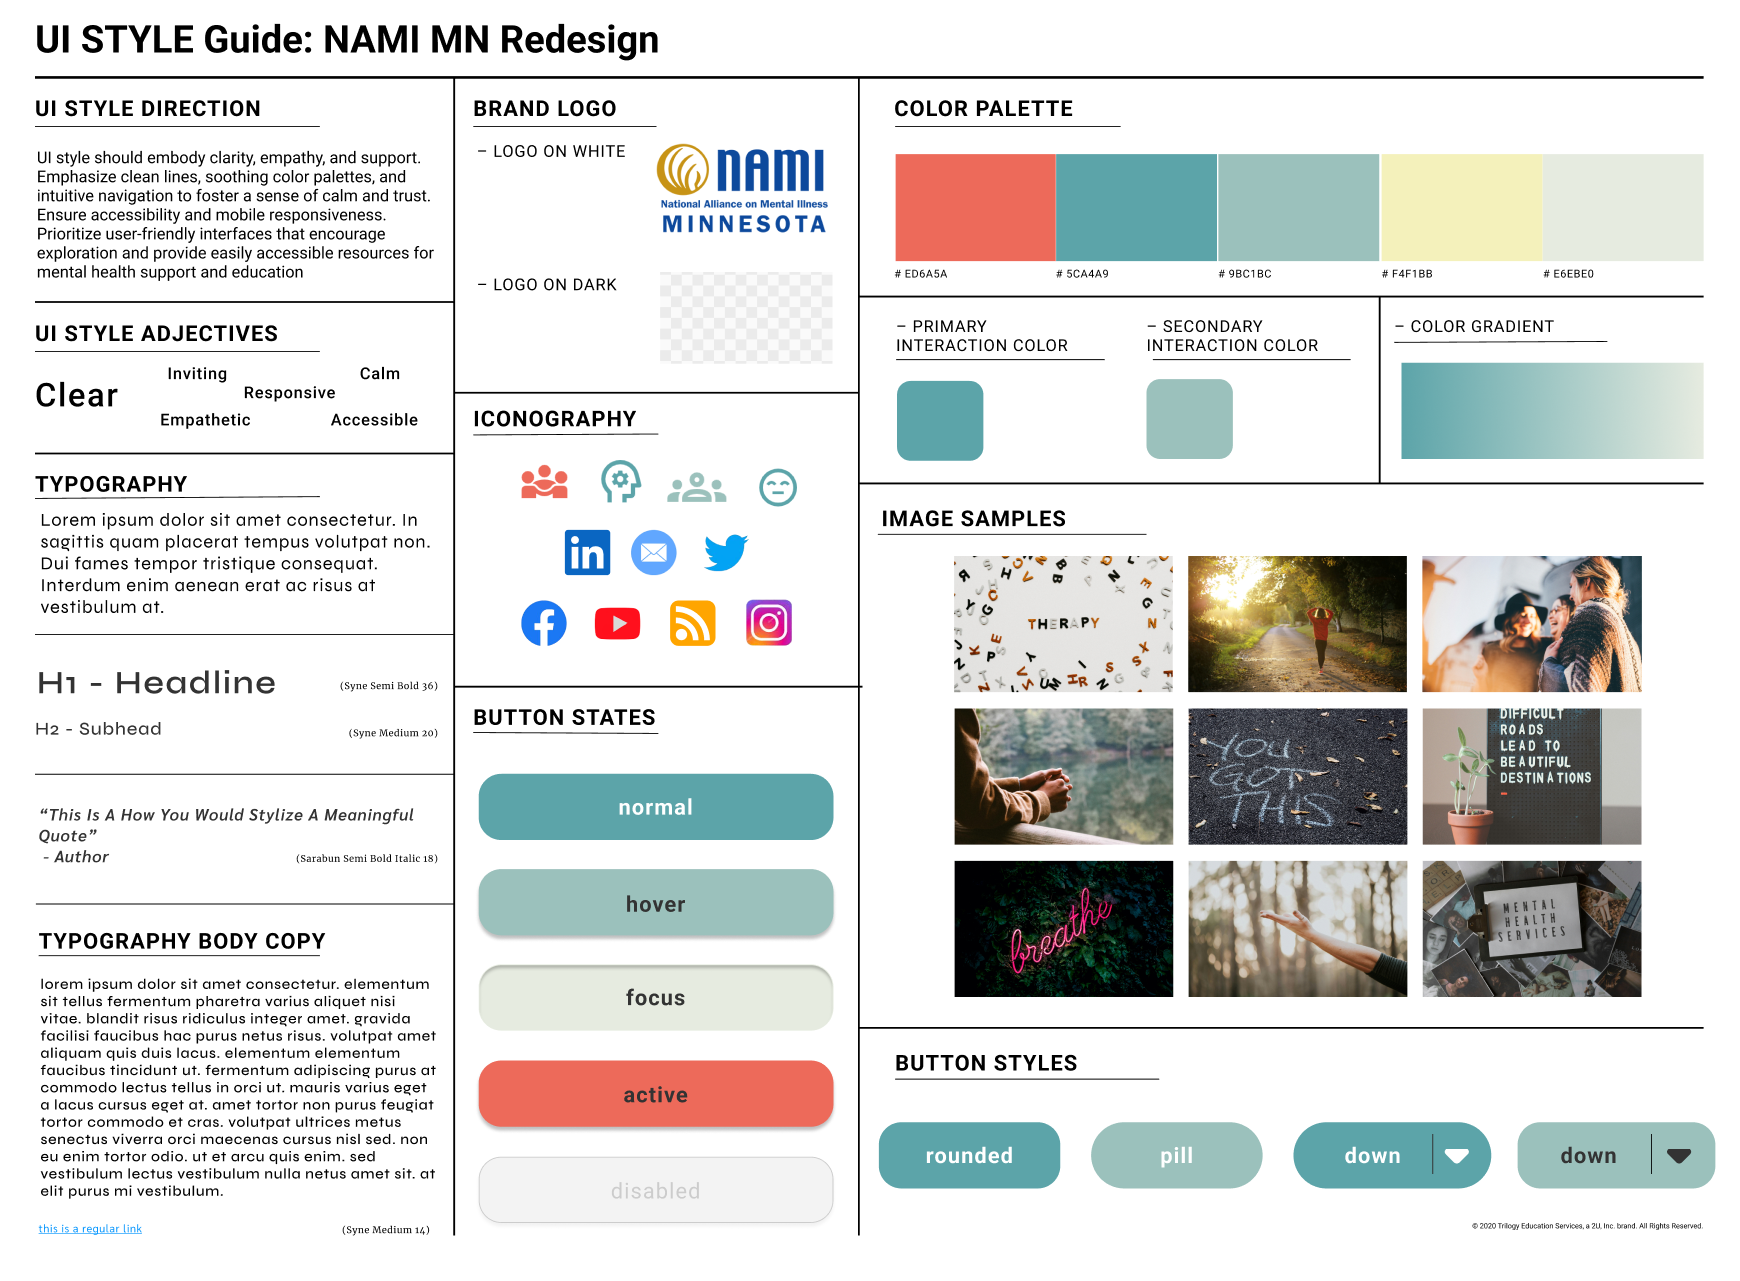 UI STYLE Guide: NAMI MN Redesign
UI STYLE DIRECTION
UI style should embody clarity, empathy, and support.
Emphasize clean lines, soothing color palettes, and
intuitive navigation to foster a sense of calm and trust.
Ensure accessibility and mobile responsiveness.
Prioritize user-friendly interfaces that encourage
exploration and provide easily accessible resources for
mental health support and education
UI STYLE ADJECTIVES
Clear
Inviting
Calm
Responsive
Empathetic
Accessible
TYPOGRAPHY
Lorem ipsum dolor sit amet consectetur. In
sagittis quam placerat tempus volutpat non.
Dui fames tempor tristique consequat.
Interdum enim aenean erat ac risus at
vestibulum at.
H1 - Headline
(Syne Semi Bold 36)
H2 - Subhead
(Syne Medium 20)
“This Is A How You Would Stylize A Meaningful
Quote”
- Author
(Sarabun Semi Bold Italic 18)
TYPOGRAPHY BODY COPY
lorem ipsum dolor sit amet consectetur. elementum
sit tellus fermentum pharetra varius aliquet nisi
vitae. blandit risus ridiculus integer amet. gravida
facilisi faucibus hac purus netus risus. volutpat amet
aliquam quis duis lacus. elementum elementum
faucibus tincidunt ut. fermentum adipiscing purus at
commodo lectus tellus in orci ut. mauris varius eget
a lacus cursus eget at. amet tortor non purus feugiat
tortor commodo et cras. volutpat ultrices metus
senectus viverra orci maecenas cursus nisl sed. non
eu enim tortor odio. ut et arcu quis enim. sed
vestibulum lectus vestibulum nulla netus amet sit. at
elit purus mi vestibulum.
this is a regular link
(Syne Medium 14)
BRAND LOGO
– LOGO ON WHITE
nami
National Alliance on Mental Illness
MINNESOTA
– LOGO ON DARK
ICONOGRAPHY
in
BUTTON STATES
normal
hover
focus
active
disabled
COLOR PALETTE
# ED6A5A
# 5CA4A9
# 9BC1BC
# F4F1BB
# E6EBE0
– PRIMARY
INTERACTION COLOR
– SECONDARY
INTERACTION COLOR
– COLOR GRADIENT
IMAGE SAMPLES
THERAPY
YOU
GOT
THIS
DIFFICULT
ROADS
LEAD TO
BEAUTIFUL
DESTINATIONS
breathe
MENTAL
HEALTH
SERVICES
BUTTON STYLES
rounded
pill
down
down
© 2020 Trilogy Education Services, a 2U, Inc. brand. All Rights Reserved.